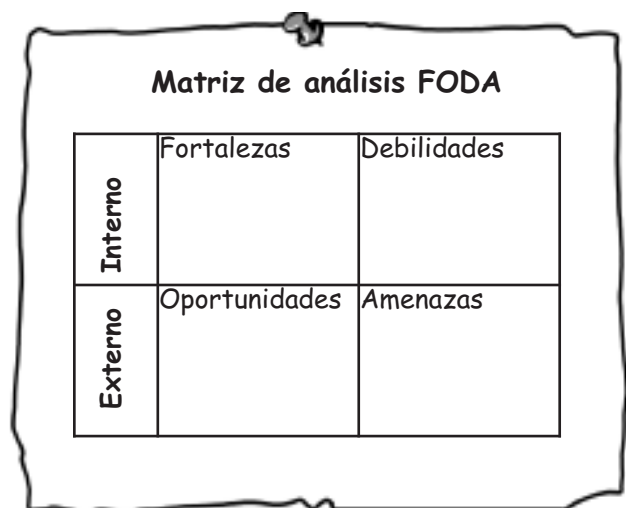 Matriz de análisis FODA
Interno
Fortalezas
Debilidades
Externo
Oportunidades
Amenazas